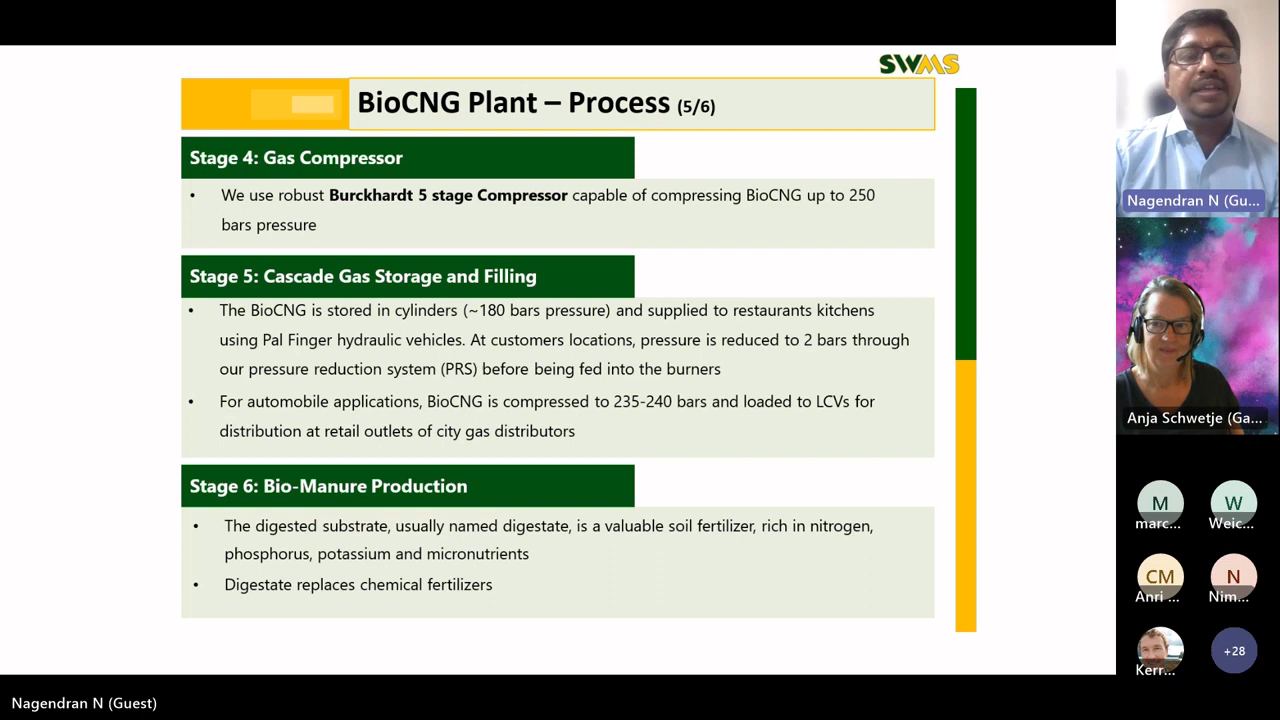 SWMS
BioCNG Plant – Process (5/6)
Stage 4: Gas Compressor
• We use robust Burckhardt 5 stage Compressor capable of compressing BioCNG up to 250
bars pressure
Stage 5: Cascade Gas Storage and Filling
• The BioCNG is stored in cylinders (~180 bars pressure) and supplied to restaurants kitchens
using Pal Finger hydraulic vehicles. At customers locations, pressure is reduced to 2 bars through
our pressure reduction system (PRS) before being fed into the burners
• For automobile applications, BioCNG is compressed to 235-240 bars and loaded to LCVs for
distribution at retail outlets of city gas distributors
Stage 6: Bio-Manure Production
• The digested substrate, usually named digestate, is a valuable soil fertilizer, rich in nitrogen,
phosphorus, potassium and micronutrients
• Digestate replaces chemical fertilizers
Nagendran N (Gu...
Anja Schwetje (Ga...
M
marc...
W
Weic...
CM
Anri ...
N
Nim...
Kerr...
+28
Nagendran N (Guest)